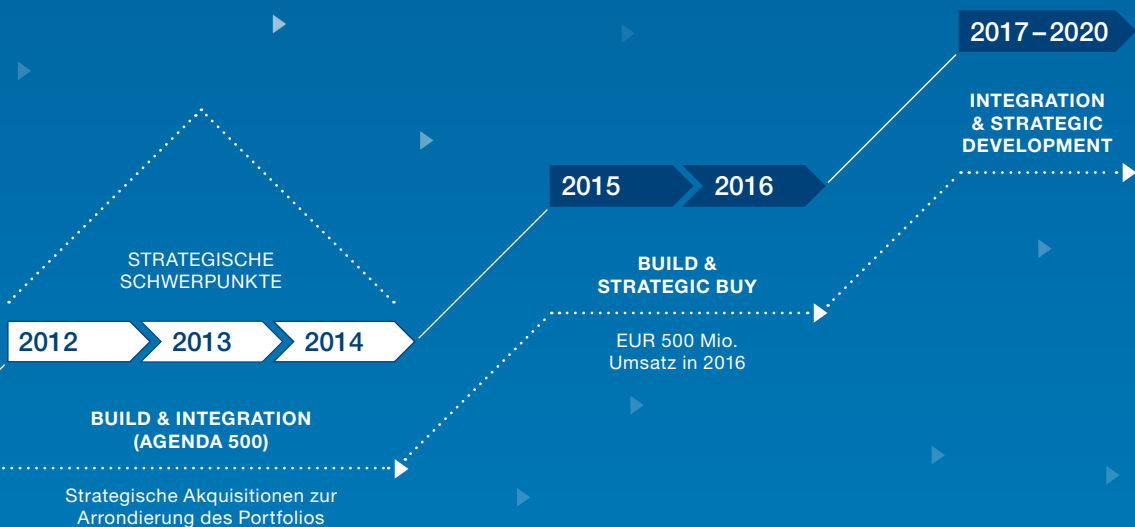 STRATEGISCHE
SCHWERPUNKTE
2012
2013
2014
BUILD & INTEGRATION
(AGENDA 500)
Strategische Akquisitionen zur
Arrondierung des Portfolios
2015
2016
BUILD &
STRATEGIC BUY
EUR 500 Mio.
Umsatz in 2016
2017–2020
INTEGRATION
& STRATEGIC
DEVELOPMENT